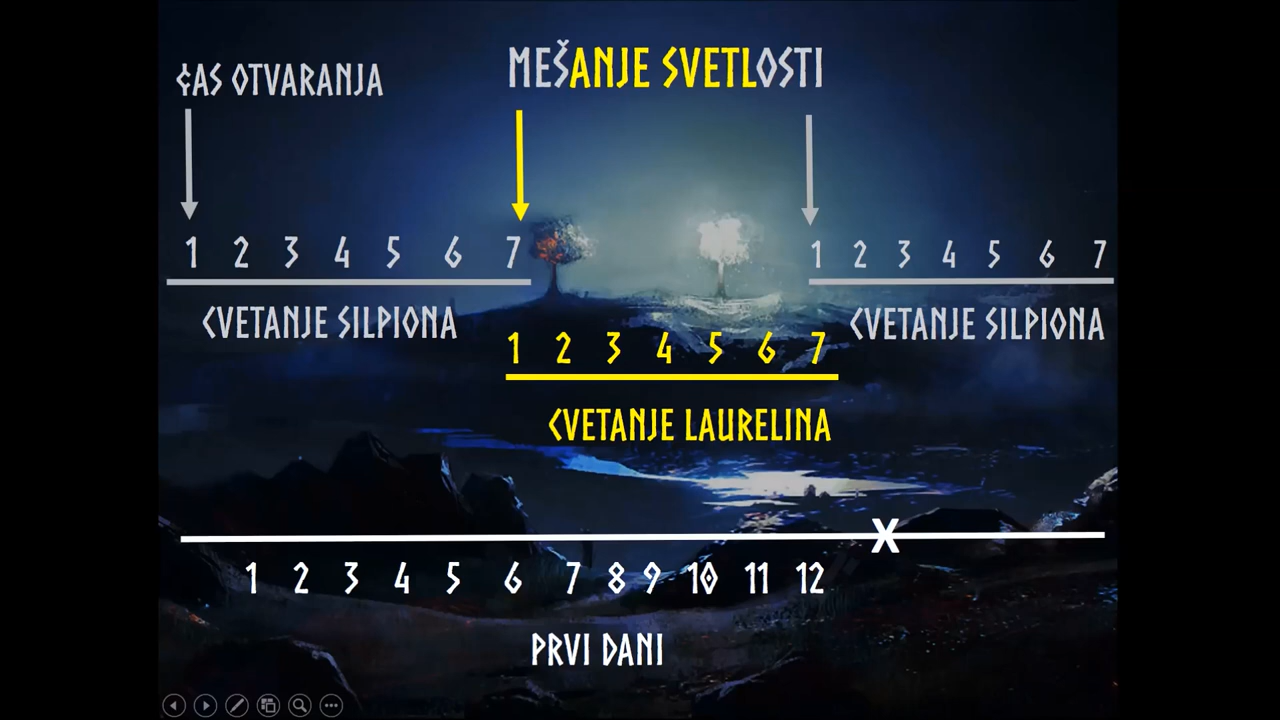 ČAS OTVARANJA
MEŠANJE SVETLOSTI
1 2 3 4 5 6 7
1 2 3 4 5 6 7
CVETANJE SILPIONA
CVETANJE SILPIONA
1 2 3 4 5 6 7
CVETANJE LAURELINA
X
1 2 3 4 5 6 7 8 9 10 11 12
PRVI DANI